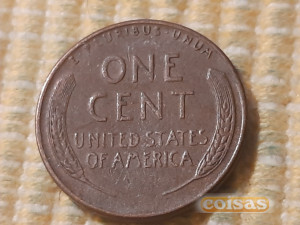 E·PLURIBUS·UNUM
ONE
CENT
UNITED STATES
OF AMERICA
coisas